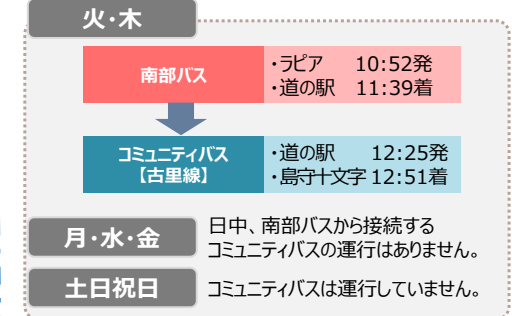 火・木
南部バス
・ラピア 10:52発
・道の駅 11:39着
コミュニティバス
【古里線】
・道の駅 12:25発
・島守十文字 12:51着
月・水・金
日中、南部バスから接続する
コミュニティバスの運行はありません。
土日祝日
コミュニティバスは運行していません。